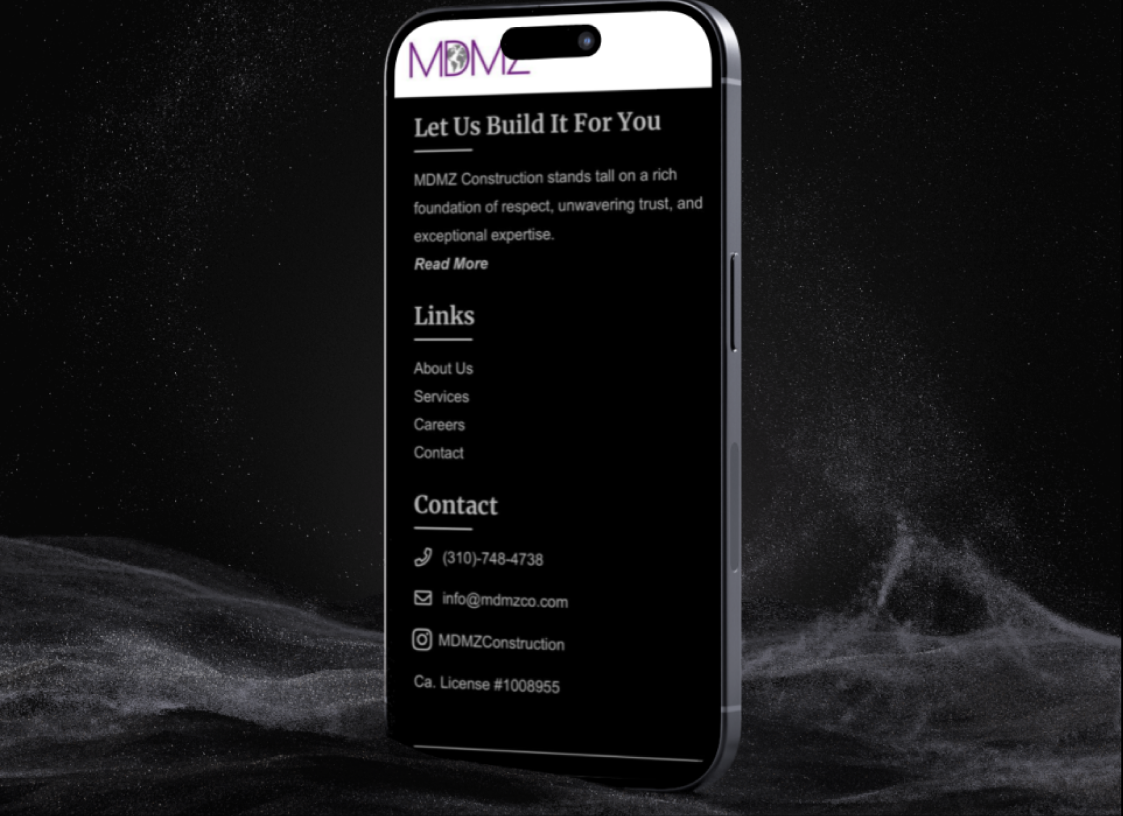 MDMZ
Let Us Build It For You
MDMZ Construction stands tall on a rich
foundation of respect, unwavering trust, and
exceptional expertise.
Read More
Links
About Us
Services
Careers
Contact
Contact
(310)-748-4738
info@mdmzco.com
MDMZConstruction
Ca. License #1008955